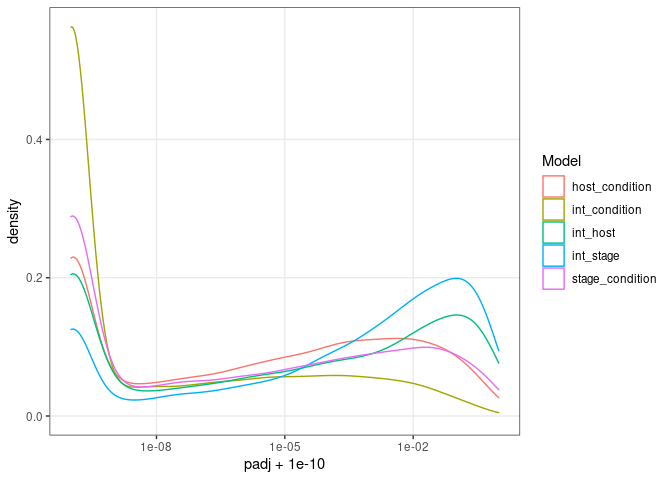 0.4
0.2
0.0
density
1e-08
1e-05
1e-02
padj + 1e-10
Model
host_condition
int_condition
int_host
int_stage
stage_condition